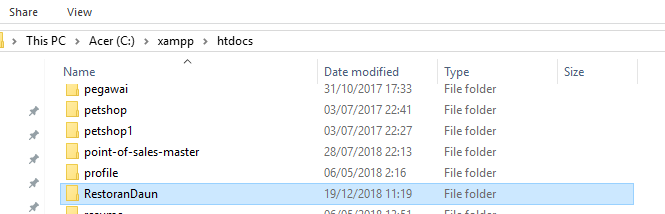 Share View
This PC > Acer (C:) > xampp > htdocs
Name Date modified Type Size
pegawai 31/10/2017 17:33 File folder
petshop 03/07/2017 22:41 File folder
petshop1 03/07/2017 22:27 File folder
point-of-sales-master 28/07/2018 22:13 File folder
profile 06/05/2018 2:16 File folder
RestoranDaun 19/12/2018 11:19 File folder